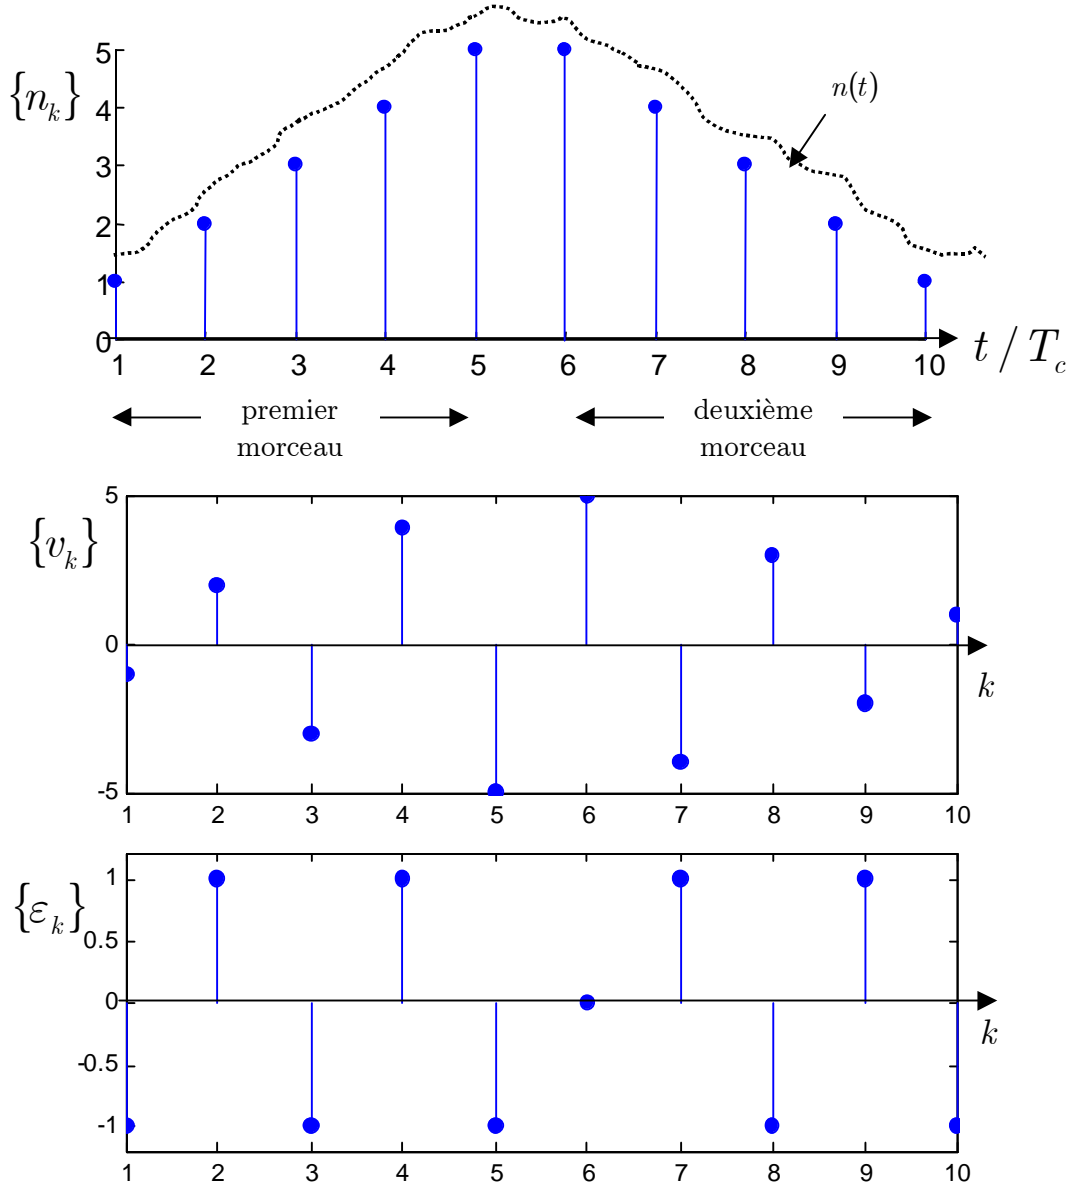 {n_k}
5
4
3
2
1
0
n(t)
1 2 3 4 5 6 7 8 9 10
t / T_c
premier morceau
deuxième morceau
{v_k}
5
0
-5
k
1 2 3 4 5 6 7 8 9 10
{ε_k}
1
0.5
0
-0.5
-1
k
1 2 3 4 5 6 7 8 9 10